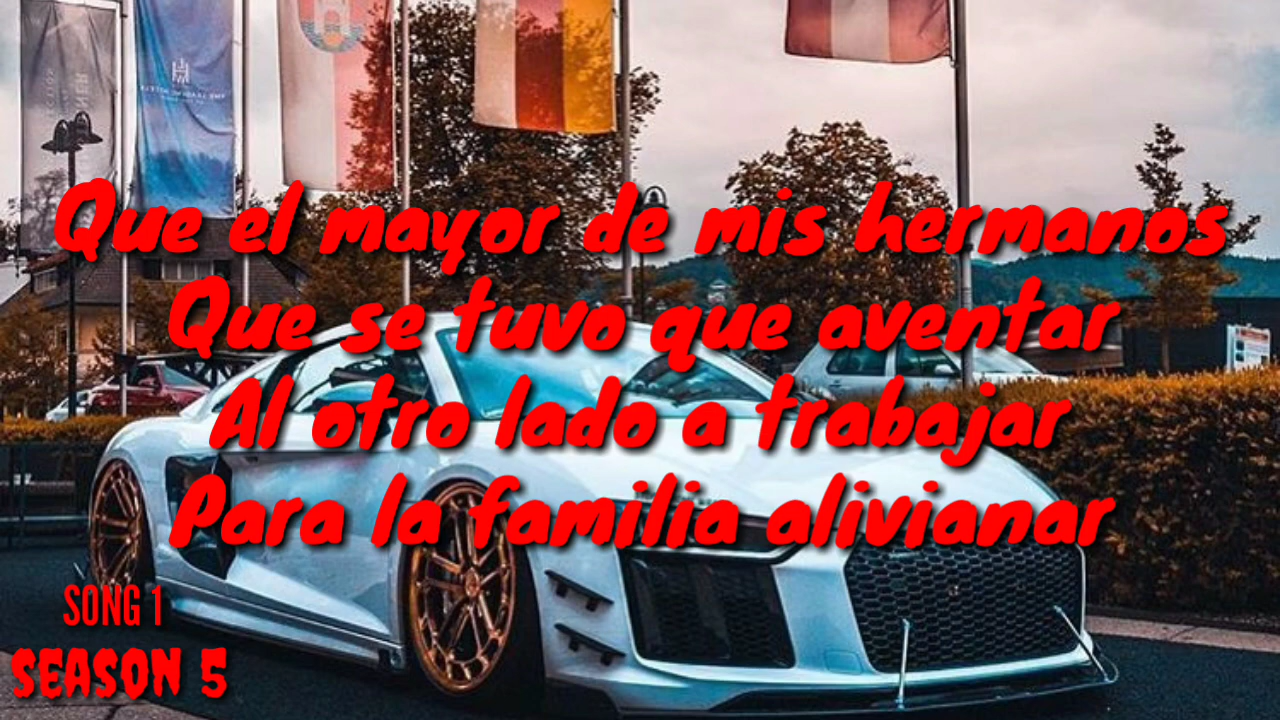 Que el mayor de mis hermanos
Que se tuvo que aventar
Al otro lado a trabajar
Para la familia alivianar
SONG 1
SEASON 5